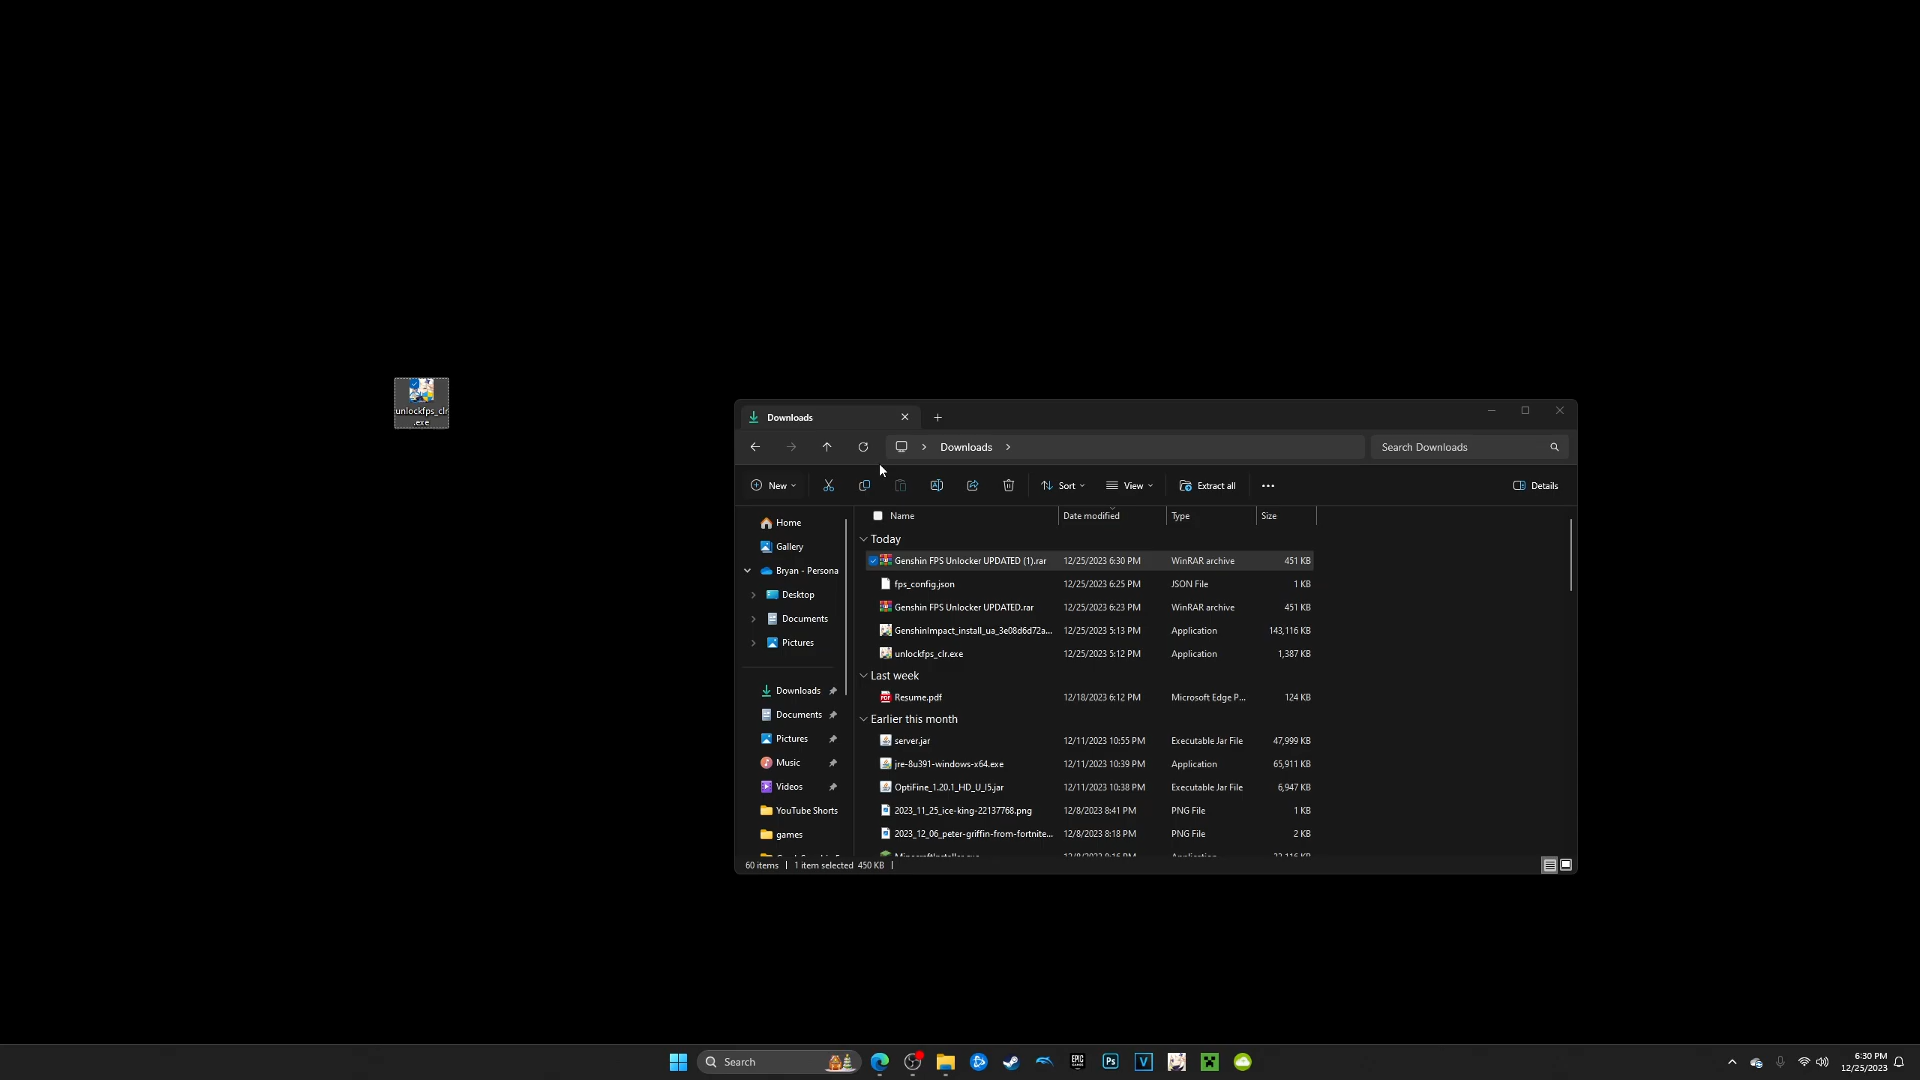 unlockfps_clr
.exe
Downloads
Downloads
Search Downloads
New
Sort
View
Extract all
Details
Name Date modified Type Size
Home
Gallery
Bryan - Persona
Desktop
Documents
Pictures
Downloads
Documents
Pictures
Music
Videos
YouTube Shorts
games
Today
Genshin FPS Unlocker UPDATED (1).rar 12/25/2023 6:30 PM WinRAR archive 451 KB
fps_config.json 12/25/2023 6:25 PM JSON File 1 KB
Genshin FPS Unlocker UPDATED.rar 12/25/2023 6:23 PM WinRAR archive 451 KB
GenshinImpact_install_ua_3e08d6d72a... 12/25/2023 5:13 PM Application 143,116 KB
unlockfps_clr.exe 12/25/2023 5:12 PM Application 1,387 KB
Last week
Resume.pdf 12/18/2023 6:12 PM Microsoft Edge P... 124 KB
Earlier this month
server.jar 12/11/2023 10:55 PM Executable Jar File 47,999 KB
jre-8u391-windows-x64.exe 12/11/2023 10:39 PM Application 65,911 KB
OptiFine_1.20.1_HD_U_I5.jar 12/11/2023 10:38 PM Executable Jar File 6,947 KB
2023_11_25_ice-king-22137768.png 12/8/2023 8:41 PM PNG File 1 KB
2023_12_06_peter-griffin-from-fortnite... 12/8/2023 8:18 PM PNG File 2 KB
60 items 1 item selected 450 KB
Search
EPIC
GAMES
Ps
V
6:30 PM
12/25/2023